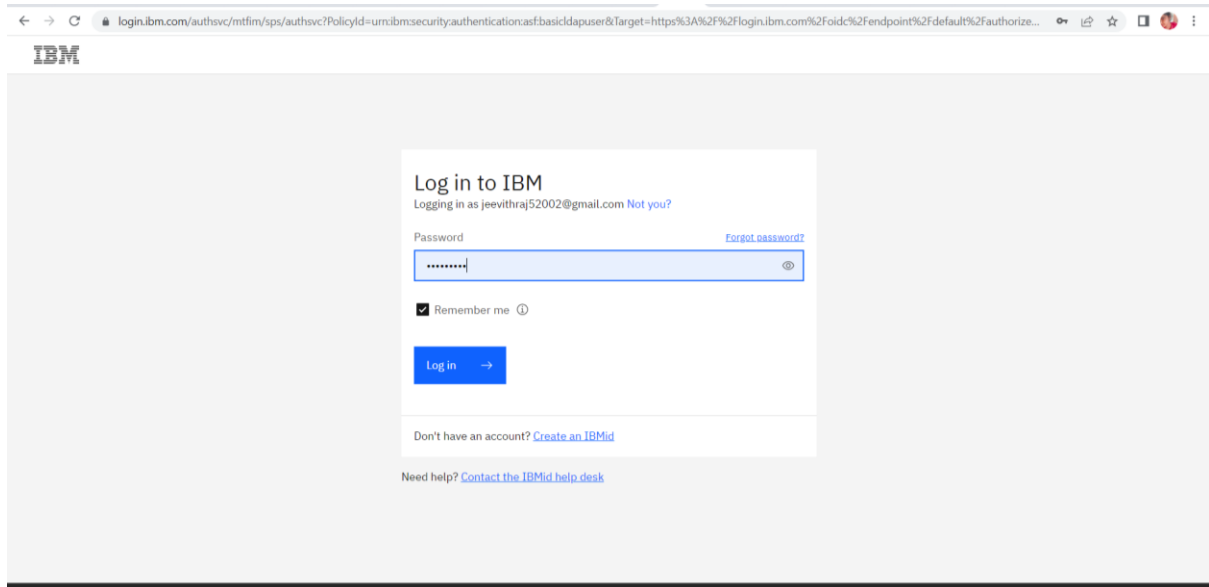 login.ibm.com/authsvc/mtfim/sps/authsvc?PolicyId=urn:ibm:security:authentication:asf:basicldapuser&Target=https%3A%2F%2Flogin.ibm.com%2Foidc%2Fendpoint%2Fdefault%2Fauthorize...
IBM
Log in to IBM
Logging in as jeevithraj52002@gmail.com Not you?
Password Forgot password?
•••••••••
Remember me
Log in
Don't have an account? Create an IBMid
Need help? Contact the IBMid help desk